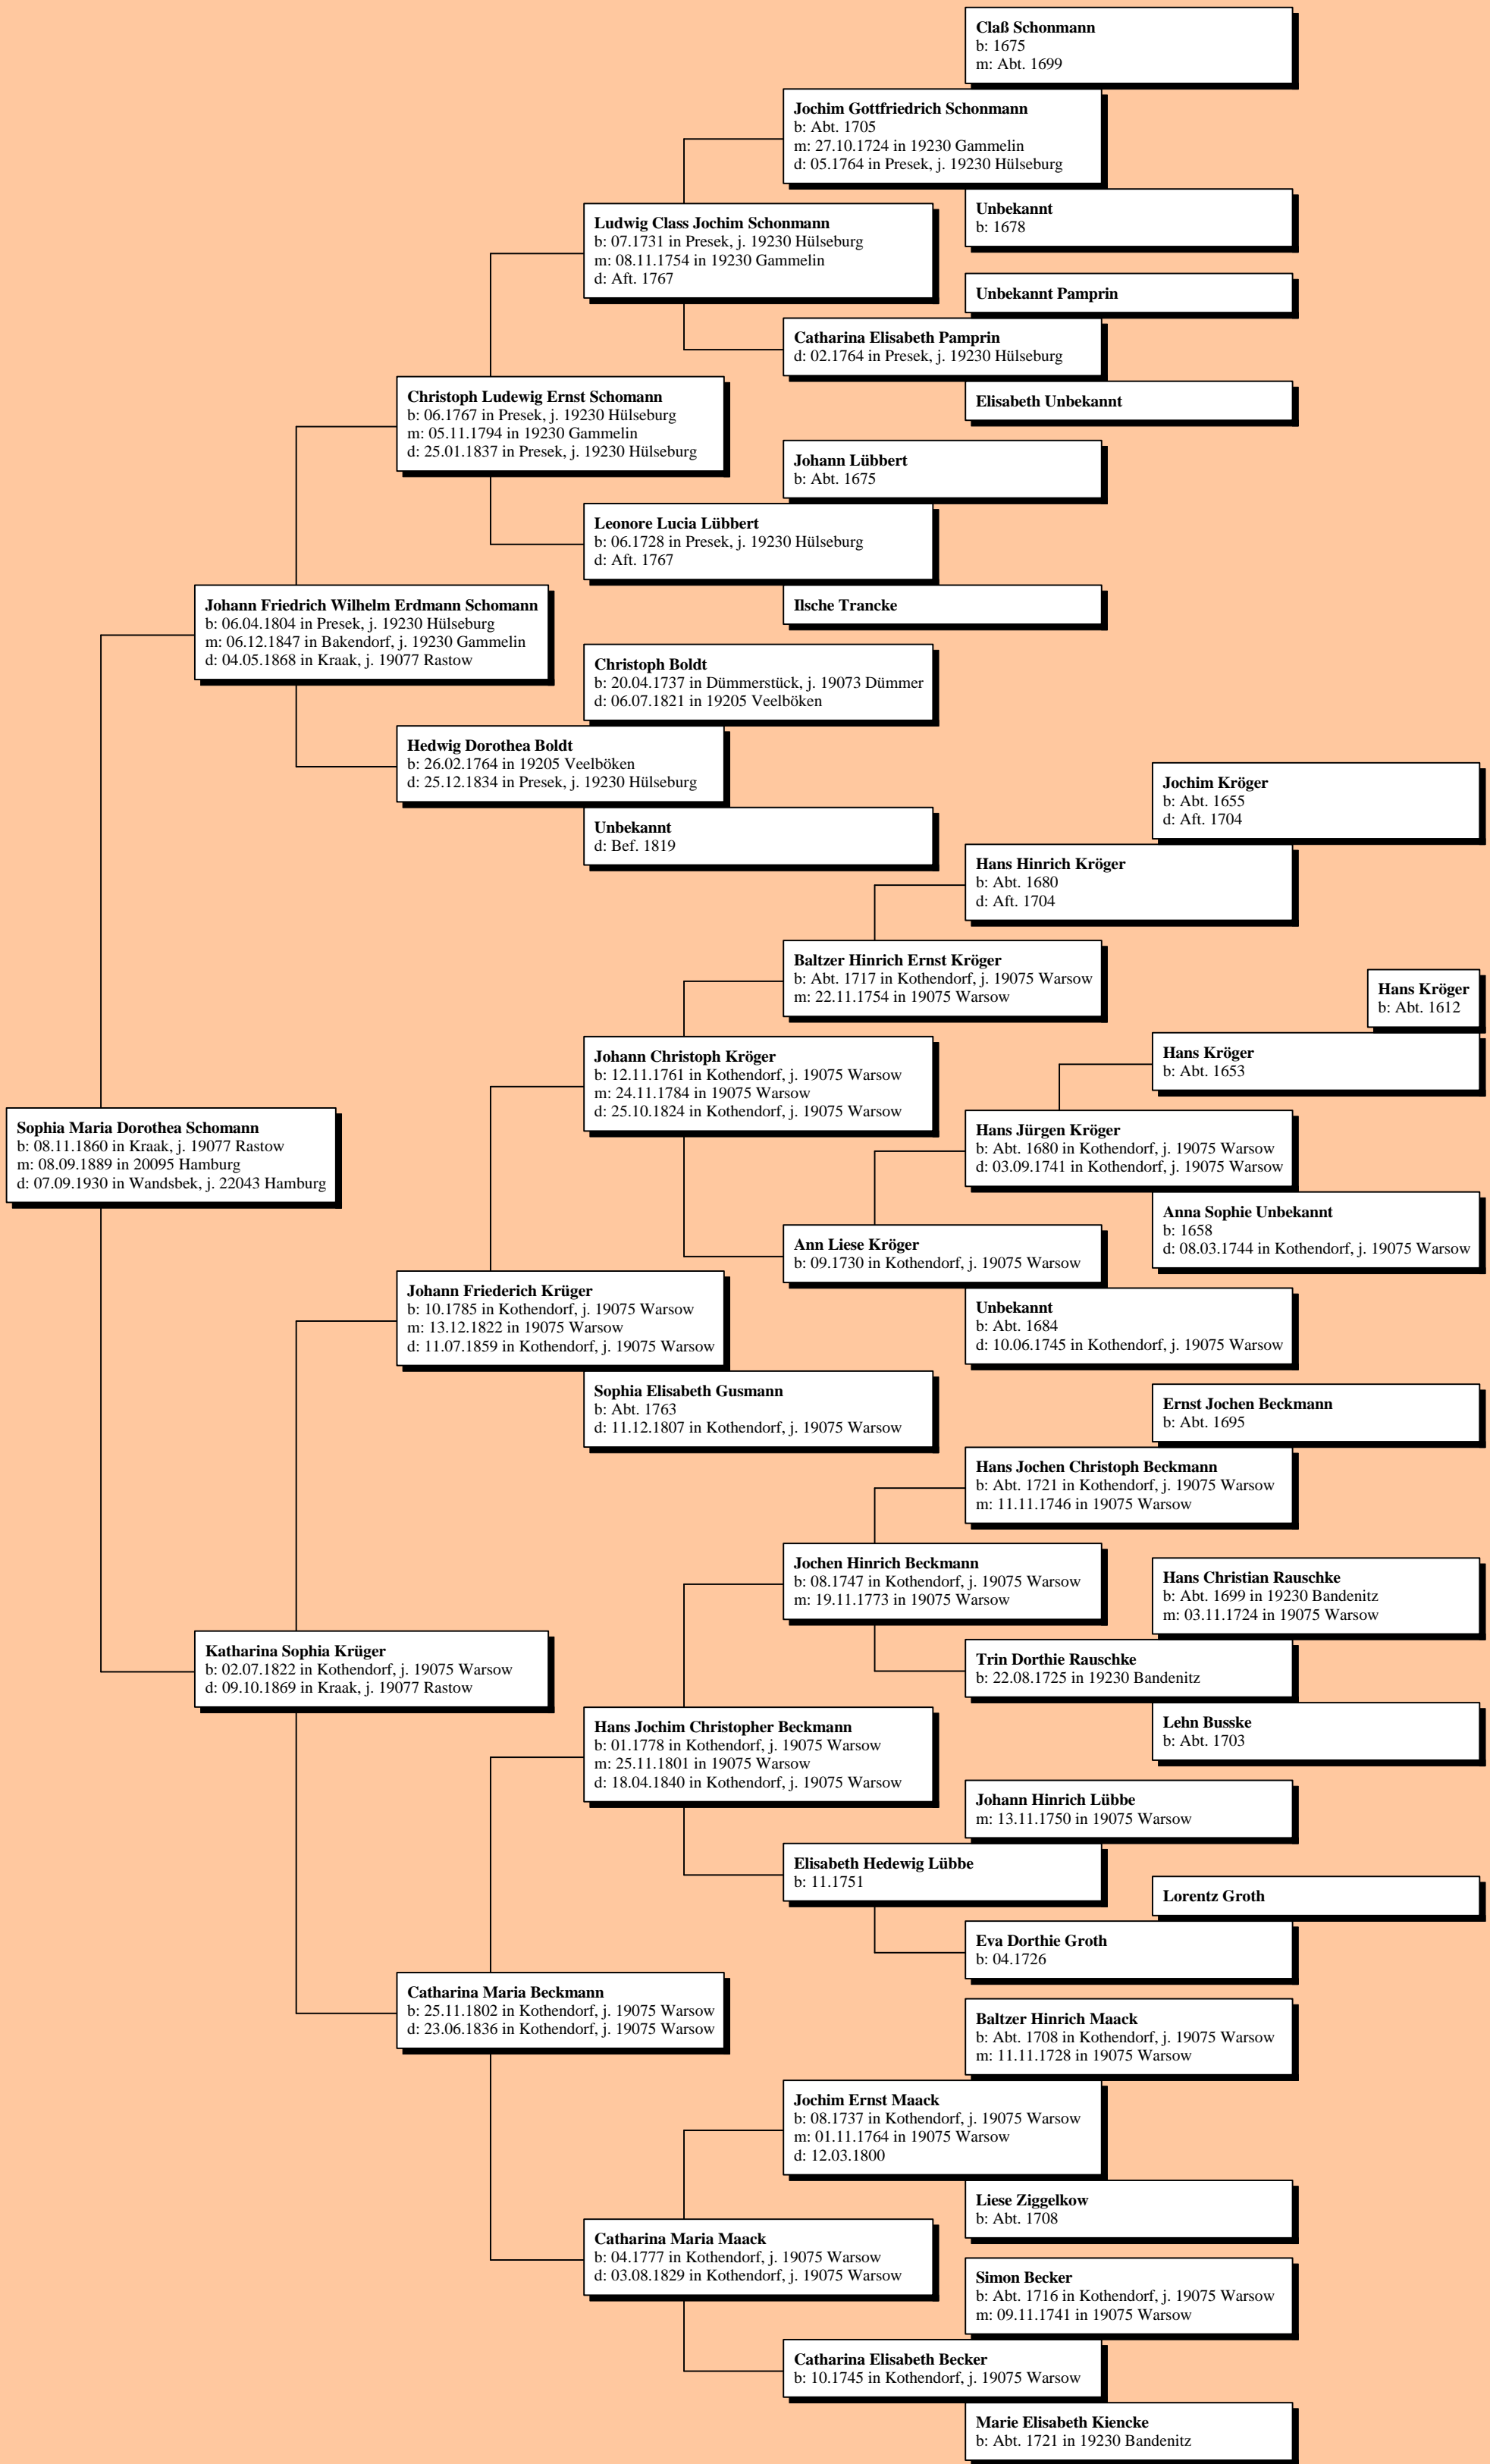 Claß Schonmann
b: 1675
m: Abt. 1699
Jochim Gottfriedrich Schonmann
b: Abt. 1705
m: 27.10.1724 in 19230 Gammelin
d: 05.1764 in Presek, j. 19230 Hülseburg
Unbekannt
b: 1678
Ludwig Class Jochim Schonmann
b: 07.1731 in Presek, j. 19230 Hülseburg
m: 08.11.1754 in 19230 Gammelin
d: Aft. 1767
Unbekannt Pamprin
Catharina Elisabeth Pamprin
d: 02.1764 in Presek, j. 19230 Hülseburg
Elisabeth Unbekannt
Christoph Ludewig Ernst Schomann
b: 06.1767 in Presek, j. 19230 Hülseburg
m: 05.11.1794 in 19230 Gammelin
d: 25.01.1837 in Presek, j. 19230 Hülseburg
Johann Lübbert
b: Abt. 1675
Leonore Lucia Lübbert
b: 06.1728 in Presek, j. 19230 Hülseburg
d: Aft. 1767
Ilsche Trancke
Johann Friedrich Wilhelm Erdmann Schomann
b: 06.04.1804 in Presek, j. 19230 Hülseburg
m: 06.12.1847 in Bakendorf, j. 19230 Gammelin
d: 04.05.1868 in Kraak, j. 19077 Rastow
Christoph Boldt
b: 20.04.1737 in Dümmerstück, j. 19073 Dümmer
d: 06.07.1821 in 19205 Veelböken
Hedwig Dorothea Boldt
b: 26.02.1764 in 19205 Veelböken
d: 25.12.1834 in Presek, j. 19230 Hülseburg
Unbekannt
d: Bef. 1819
Jochim Kröger
b: Abt. 1655
d: Aft. 1704
Hans Hinrich Kröger
b: Abt. 1680
d: Aft. 1704
Baltzer Hinrich Ernst Kröger
b: Abt. 1717 in Kothendorf, j. 19075 Warsow
m: 22.11.1754 in 19075 Warsow
Hans Kröger
b: Abt. 1612
Hans Kröger
b: Abt. 1653
Johann Christoph Kröger
b: 12.11.1761 in Kothendorf, j. 19075 Warsow
m: 24.11.1784 in 19075 Warsow
d: 25.10.1824 in Kothendorf, j. 19075 Warsow
Hans Jürgen Kröger
b: Abt. 1680 in Kothendorf, j. 19075 Warsow
d: 03.09.1741 in Kothendorf, j. 19075 Warsow
Sophia Maria Dorothea Schomann
b: 08.11.1860 in Kraak, j. 19077 Rastow
m: 08.09.1889 in 20095 Hamburg
d: 07.09.1930 in Wandsbek, j. 22043 Hamburg
Anna Sophie Unbekannt
b: 1658
d: 08.03.1744 in Kothendorf, j. 19075 Warsow
Ann Liese Kröger
b: 09.1730 in Kothendorf, j. 19075 Warsow
Johann Friederich Krüger
b: 10.1785 in Kothendorf, j. 19075 Warsow
m: 13.12.1822 in 19075 Warsow
d: 11.07.1859 in Kothendorf, j. 19075 Warsow
Unbekannt
b: Abt. 1684
d: 10.06.1745 in Kothendorf, j. 19075 Warsow
Sophia Elisabeth Gusmann
b: Abt. 1763
d: 11.12.1807 in Kothendorf, j. 19075 Warsow
Ernst Jochen Beckmann
b: Abt. 1695
Hans Jochen Christoph Beckmann
b: Abt. 1721 in Kothendorf, j. 19075 Warsow
m: 11.11.1746 in 19075 Warsow
Jochen Hinrich Beckmann
b: 08.1747 in Kothendorf, j. 19075 Warsow
m: 19.11.1773 in 19075 Warsow
Hans Christian Rauschke
b: Abt. 1699 in 19230 Bandenitz
m: 03.11.1724 in 19075 Warsow
Katharina Sophia Krüger
b: 02.07.1822 in Kothendorf, j. 19075 Warsow
d: 09.10.1869 in Kraak, j. 19077 Rastow
Trin Dorthie Rauschke
b: 22.08.1725 in 19230 Bandenitz
Lehn Busske
b: Abt. 1703
Hans Jochim Christopher Beckmann
b: 01.1778 in Kothendorf, j. 19075 Warsow
m: 25.11.1801 in 19075 Warsow
d: 18.04.1840 in Kothendorf, j. 19075 Warsow
Johann Hinrich Lübbe
m: 13.11.1750 in 19075 Warsow
Elisabeth Hedewig Lübbe
b: 11.1751
Lorentz Groth
Eva Dorthie Groth
b: 04.1726
Catharina Maria Beckmann
b: 25.11.1802 in Kothendorf, j. 19075 Warsow
d: 23.06.1836 in Kothendorf, j. 19075 Warsow
Baltzer Hinrich Maack
b: Abt. 1708 in Kothendorf, j. 19075 Warsow
m: 11.11.1728 in 19075 Warsow
Jochim Ernst Maack
b: 08.1737 in Kothendorf, j. 19075 Warsow
m: 01.11.1764 in 19075 Warsow
d: 12.03.1800
Liese Ziggelkow
b: Abt. 1708
Catharina Maria Maack
b: 04.1777 in Kothendorf, j. 19075 Warsow
d: 03.08.1829 in Kothendorf, j. 19075 Warsow
Simon Becker
b: Abt. 1716 in Kothendorf, j. 19075 Warsow
m: 09.11.1741 in 19075 Warsow
Catharina Elisabeth Becker
b: 10.1745 in Kothendorf, j. 19075 Warsow
Marie Elisabeth Kiencke
b: Abt. 1721 in 19230 Bandenitz